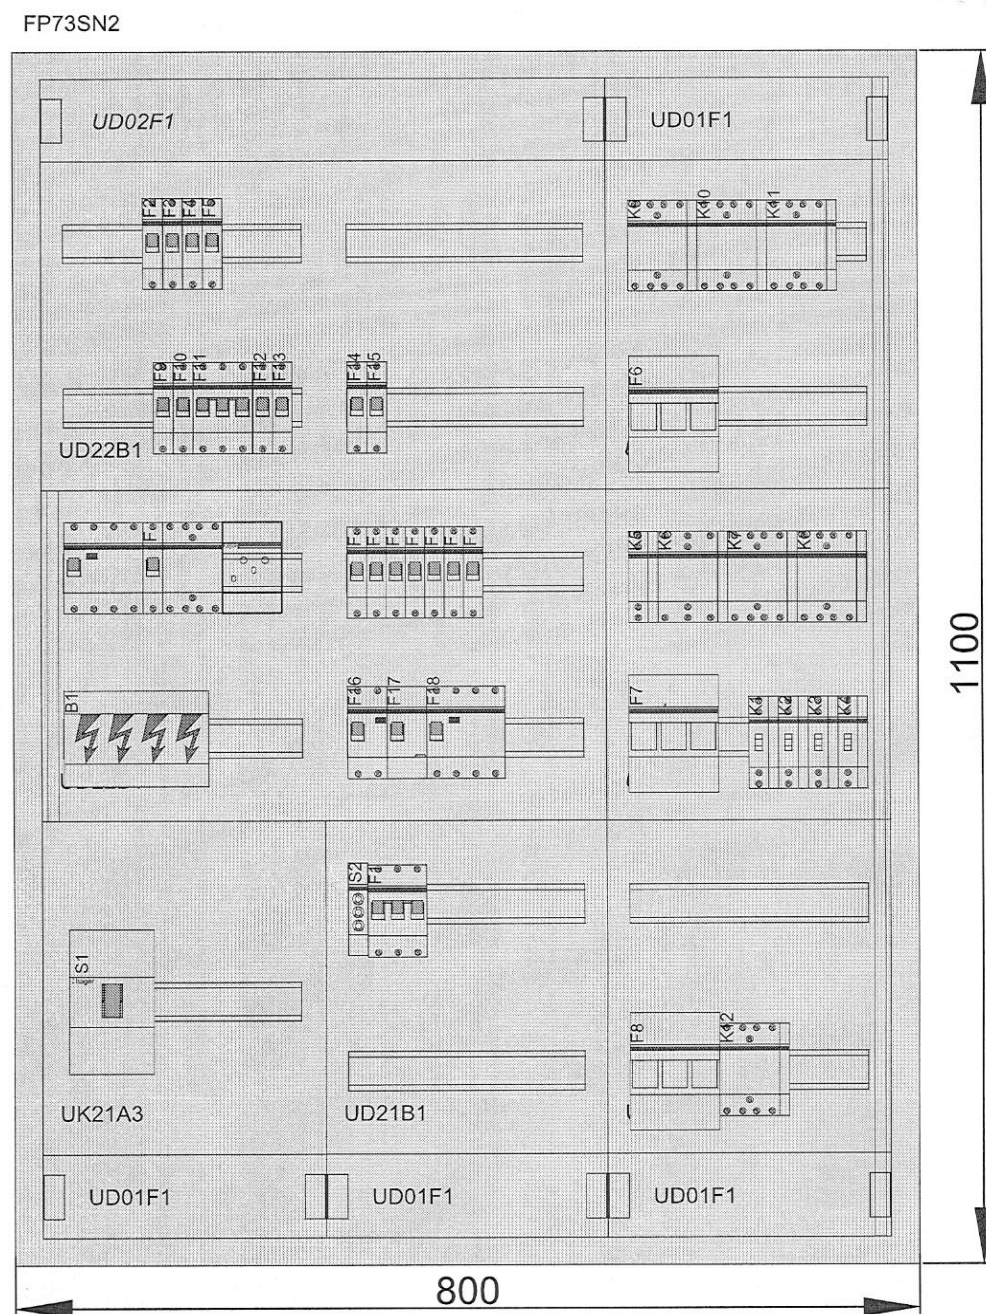 FP73SN2
UD02F1
UD01F1
F2 F3 F4 F5
K9 K10 K11
F9 F10 F11 F12 F13
F14 F15
F6
UD22B1
F
F F F F F F F
K5 K6 K7 K8
B1
F16 F17 F18
F7
K1 K2 K3 K4
S2 F1
S1
hager
F8 K12
UK21A3
UD21B1
UD01F1
UD01F1
UD01F1
1100
800